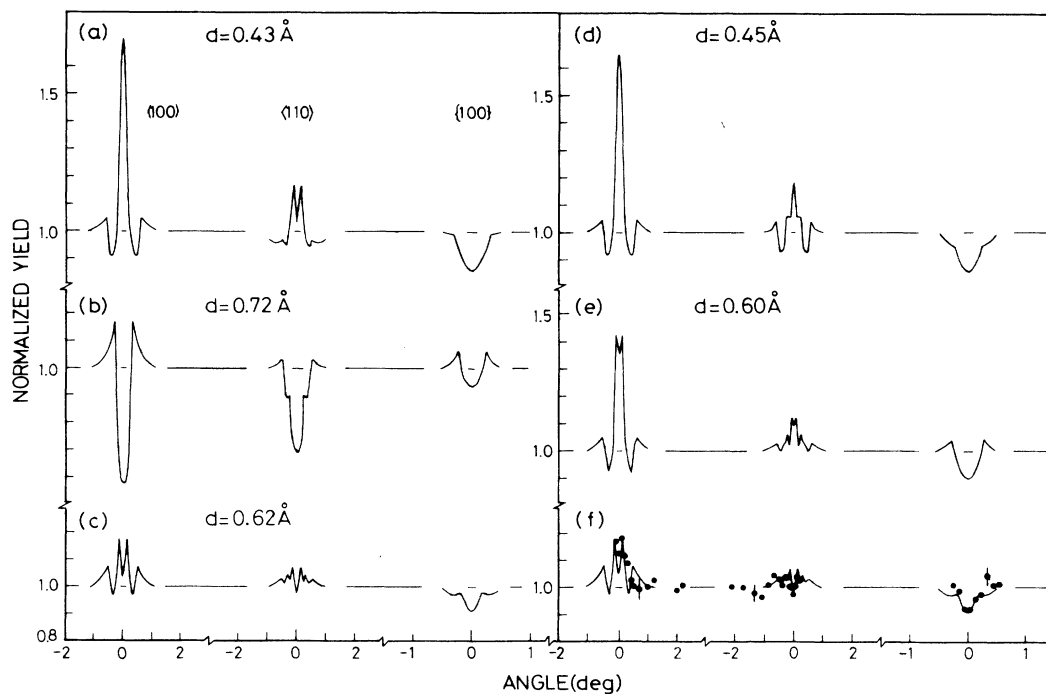 (a) d=0.43Å
⟨100⟩ ⟨110⟩ {100}
1.5
1.0
(b) d=0.72Å
1.0
(c) d=0.62Å
1.0
0.8
-2 0 2 -2 0 2 -1 0 1
(d) d=0.45Å
1.5
1.0
(e) d=0.60Å
1.5
1.0
(f)
1.0
-2 0 2 -2 0 2 -1 0 1
NORMALIZED YIELD
ANGLE(deg)